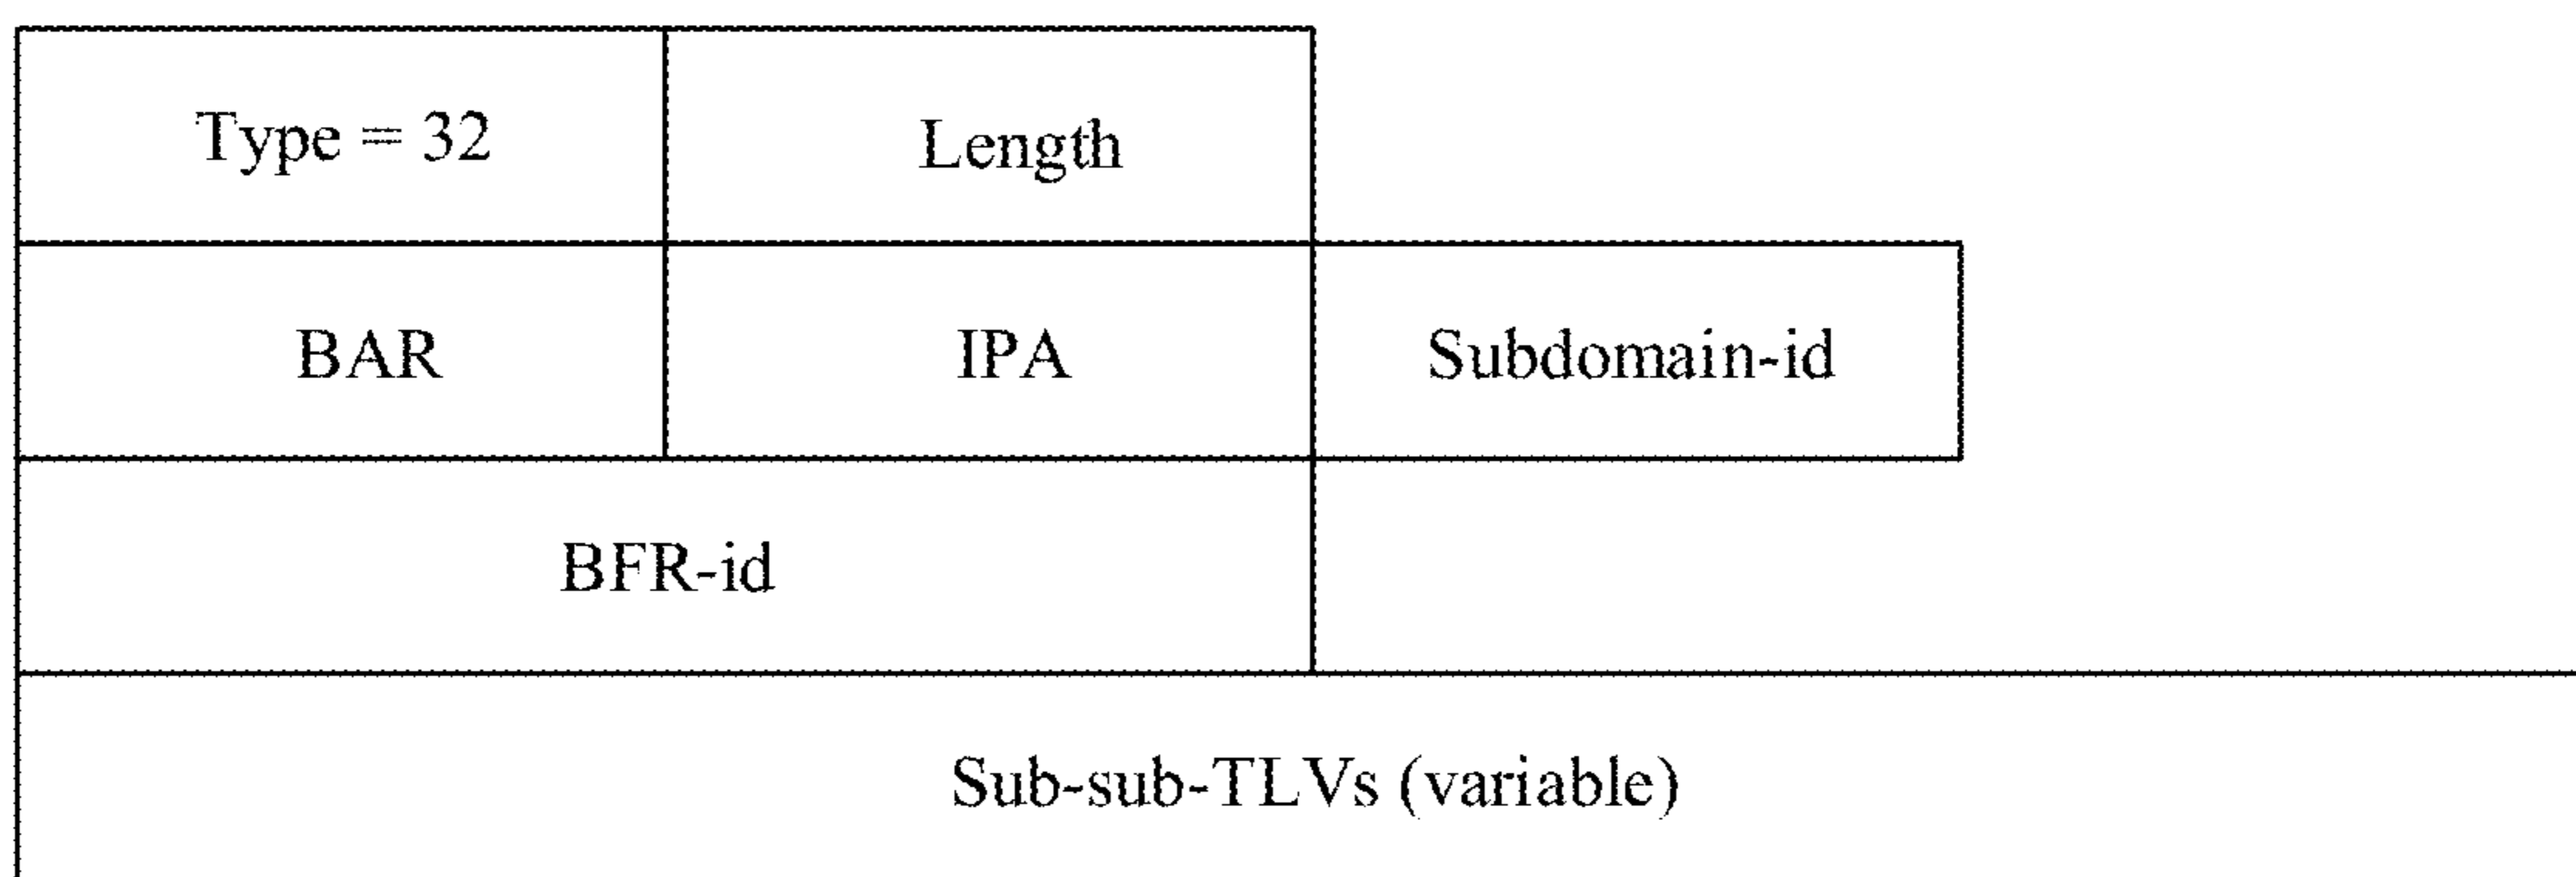 Type = 32 Length
BAR IPA Subdomain-id
BFR-id
Sub-sub-TLVs (variable)